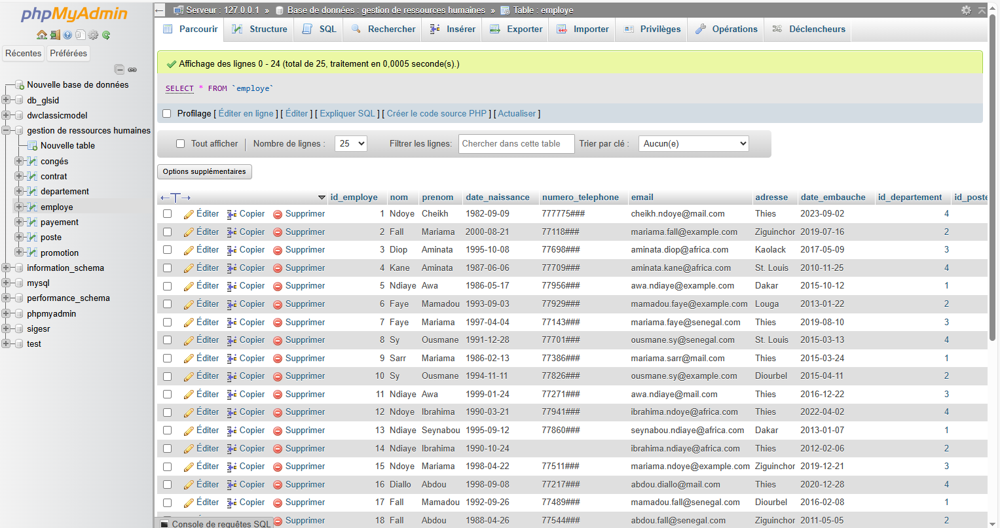 phpMyAdmin
Récentes Préférées
Nouvelle base de données
db_glsid
dwclassicmodel
gestion de ressources humaines
Nouvelle table
congés
contrat
departement
employe
payement
poste
promotion
information_schema
mysql
performance_schema
phpmyadmin
sigesr
test
Serveur : 127.0.0.1 » Base de données : gestion de ressources humaines » Table : employe
Parcourir Structure SQL Rechercher Insérer Exporter Importer Privilèges Opérations Déclencheurs
Affichage des lignes 0 - 24 (total de 25, traitement en 0,0005 seconde(s).)
SELECT * FROM `employe`
Profilage [ Éditer en ligne ] [ Éditer ] [ Expliquer SQL ] [ Créer le code source PHP ] [ Actualiser ]
Tout afficher | Nombre de lignes : 25 Filtrer les lignes: Chercher dans cette table Trier par clé : Aucun(e)
Options supplémentaires
←T→ id_employe nom prenom date_naissance numero_telephone email adresse date_embauche id_departement id_poste
Éditer Copier Supprimer 1 Ndoye Cheikh 1982-09-09 777775### cheikh.ndoye@mail.com Thies 2023-09-02 4
Éditer Copier Supprimer 2 Fall Mariama 2000-08-21 77118### mariama.fall@example.com Ziguinchor 2019-07-16 2
Éditer Copier Supprimer 3 Diop Aminata 1995-10-08 77698### aminata.diop@africa.com Kaolack 2017-05-09 3
Éditer Copier Supprimer 4 Kane Aminata 1987-06-06 77709### aminata.kane@africa.com St. Louis 2010-11-25 4
Éditer Copier Supprimer 5 Ndiaye Awa 1986-05-17 77956### awa.ndiaye@example.com Dakar 2015-10-12 1
Éditer Copier Supprimer 6 Faye Mamadou 1993-09-03 77929### mamadou.faye@example.com Louga 2013-01-22 2
Éditer Copier Supprimer 7 Faye Mariama 1997-04-04 77143### mariama.faye@senegal.com Thies 2019-08-10 3
Éditer Copier Supprimer 8 Sy Ousmane 1991-12-28 77701### ousmane.sy@senegal.com St. Louis 2015-03-13 4
Éditer Copier Supprimer 9 Sarr Mariama 1986-02-13 77386### mariama.sarr@mail.com Thies 2015-03-24 1
Éditer Copier Supprimer 10 Sy Ousmane 1994-11-11 77826### ousmane.sy@example.com Diourbel 2015-04-11 2
Éditer Copier Supprimer 11 Ndiaye Awa 1999-01-24 77271### awa.ndiaye@mail.com Thies 2016-12-22 3
Éditer Copier Supprimer 12 Ndoye Ibrahima 1990-03-21 77941### ibrahima.ndoye@africa.com Thies 2022-04-02 4
Éditer Copier Supprimer 13 Ndiaye Seynabou 1995-09-12 77860### seynabou.ndiaye@africa.com Dakar 2013-01-07 1
Éditer Copier Supprimer 14 Ndiaye Ibrahima 1990-10-24 ibrahima.ndiaye@africa.com Thies 2012-02-06 2
Éditer Copier Supprimer 15 Ndoye Mariama 1998-04-22 77511### mariama.ndoye@example.com Ziguinchor 2019-12-21 3
Éditer Copier Supprimer 16 Diallo Abdou 1998-09-08 77217### abdou.diallo@mail.com Thies 2020-12-28 4
Éditer Copier Supprimer 17 Fall Mamadou 1992-09-26 77489### mamadou.fall@senegal.com Diourbel 2016-02-08 1
Éditer Copier Supprimer 18 Fall Abdou 1988-04-26 77544### abdou.fall@senegal.com Thies 2011-05-05 2
Console de requêtes SQL